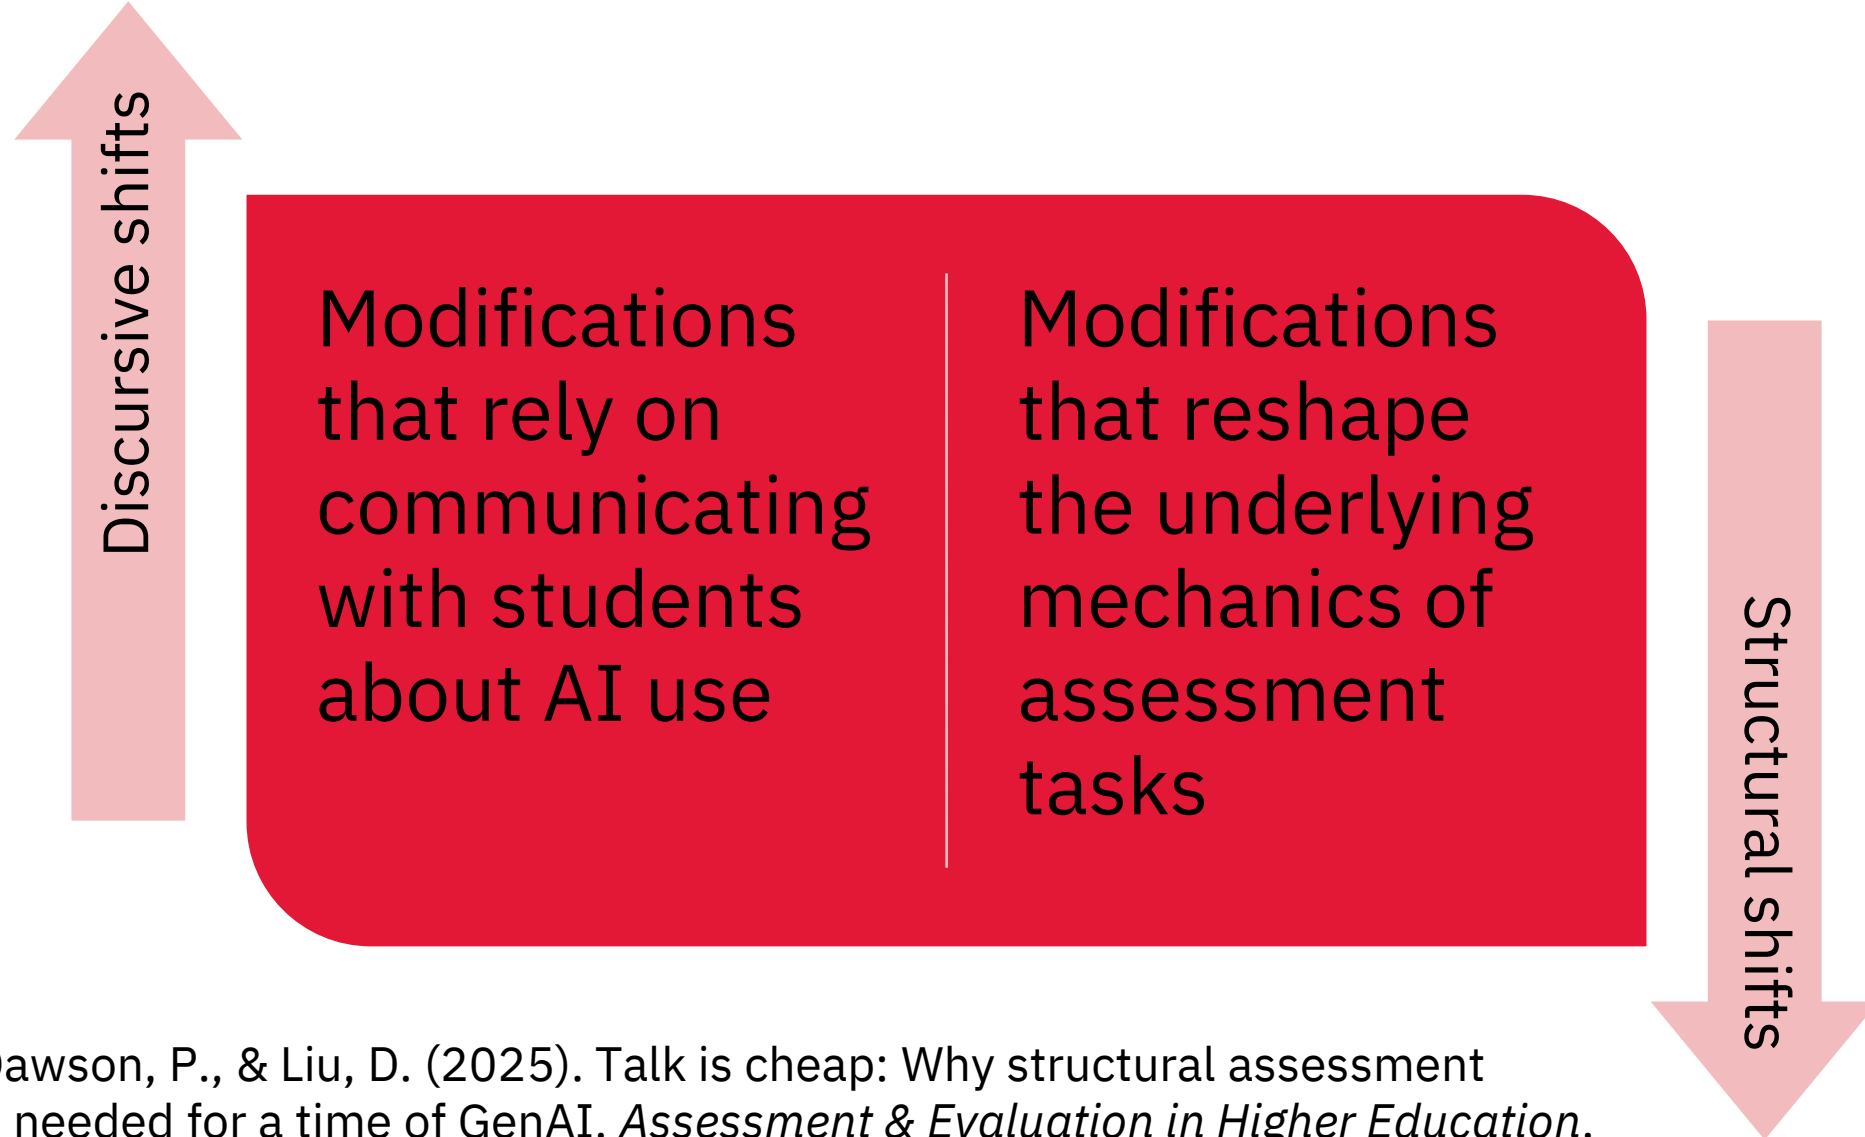 Discursive shifts
Modifications
that rely on
communicating
with students
about AI use
Modifications
that reshape
the underlying
mechanics of
assessment
tasks
Structural shifts
Dawson, P., & Liu, D. (2025). Talk is cheap: Why structural assessment
needed for a time of GenAI. Assessment & Evaluation in Higher Education.